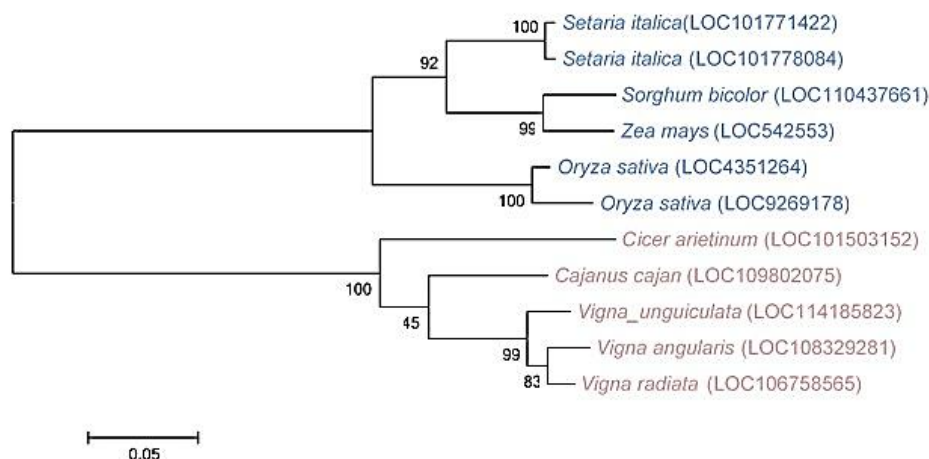 100 Setaria italica(LOC101771422)
Setaria italica (LOC101778084)
92
Sorghum bicolor (LOC110437661)
99 Zea mays (LOC542553)
Oryza sativa (LOC4351264)
100 Oryza sativa (LOC9269178)
Cicer arietinum (LOC101503152)
100 Cajanus cajan (LOC109802075)
45 Vigna_unguiculata (LOC114185823)
99 Vigna angularis (LOC108329281)
83 Vigna radiata (LOC106758565)
0.05